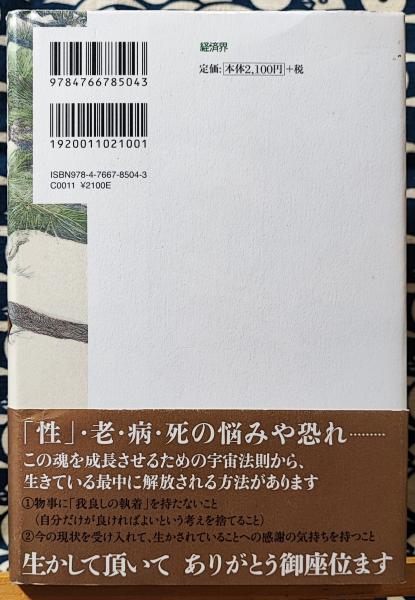 経済界
定価: 本体2,100円 +税
9784766785043
1920011021001
ISBN978-4-7667-8504-3
C0011 ¥2100E
「性」・老・病・死の悩みや恐れ………
この魂を成長させるための宇宙法則から、
生きている最中に解放される方法があります
①物事に「我良しの執着」を持たないこと
(自分だけが良ければよいという考えを捨てること)
②今の現状を受け入れて、生かされていることへの感謝の気持ちを持つこと
生かして頂いて ありがとう御座位ます